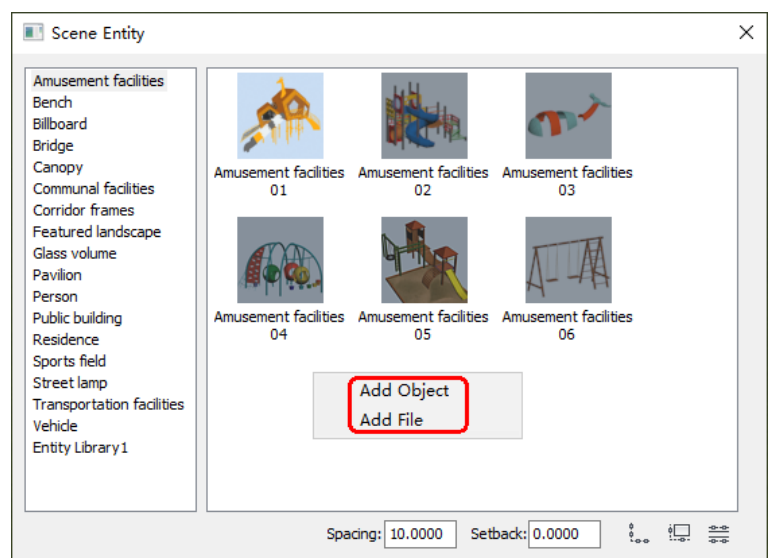 Scene Entity
Amusement facilities
Bench
Billboard
Bridge
Canopy
Communal facilities
Corridor frames
Featured landscape
Glass volume
Pavilion
Person
Public building
Residence
Sports field
Street lamp
Transportation facilities
Vehicle
Entity Library1
Amusement facilities
01
Amusement facilities
02
Amusement facilities
03
Amusement facilities
04
Amusement facilities
05
Amusement facilities
06
Add Object
Add File
Spacing: 10.0000 Setback: 0.0000